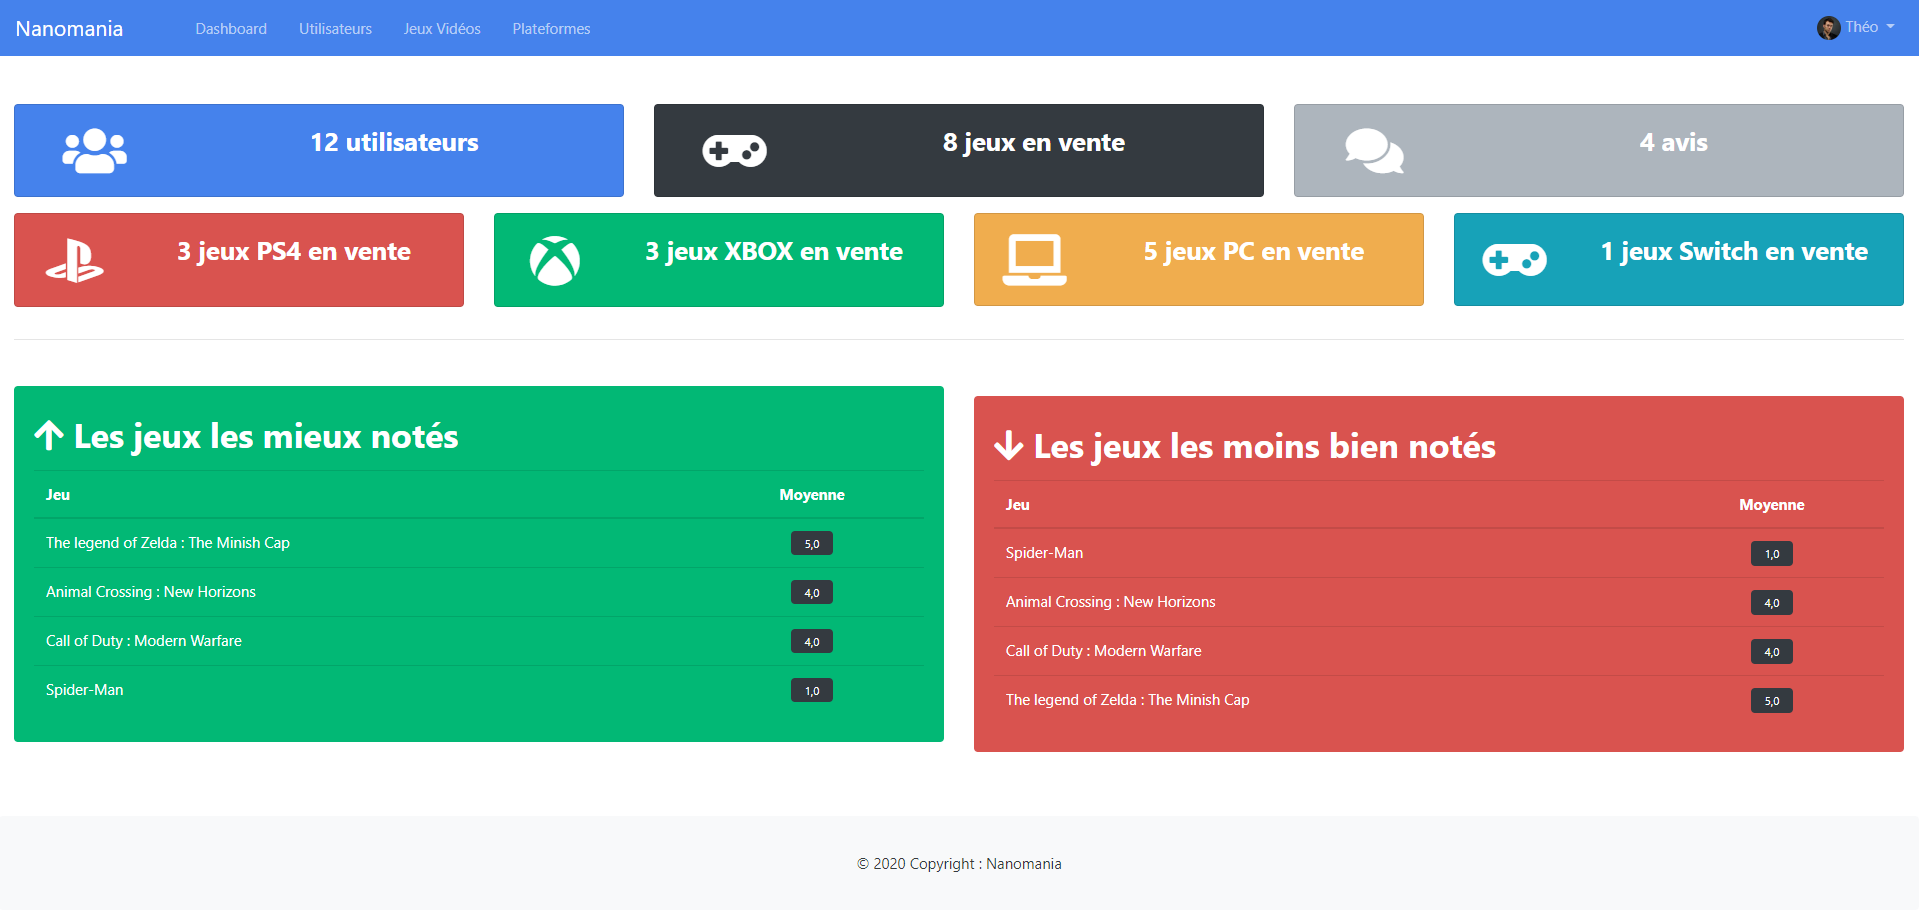 Nanomania Dashboard Utilisateurs Jeux Vidéos Plateformes Théo
12 utilisateurs
8 jeux en vente
4 avis
3 jeux PS4 en vente
3 jeux XBOX en vente
5 jeux PC en vente
1 jeux Switch en vente
Les jeux les mieux notés
Jeu Moyenne
The legend of Zelda : The Minish Cap 5,0
Animal Crossing : New Horizons 4,0
Call of Duty : Modern Warfare 4,0
Spider-Man 1,0
Les jeux les moins bien notés
Jeu Moyenne
Spider-Man 1,0
Animal Crossing : New Horizons 4,0
Call of Duty : Modern Warfare 4,0
The legend of Zelda : The Minish Cap 5,0
© 2020 Copyright : Nanomania